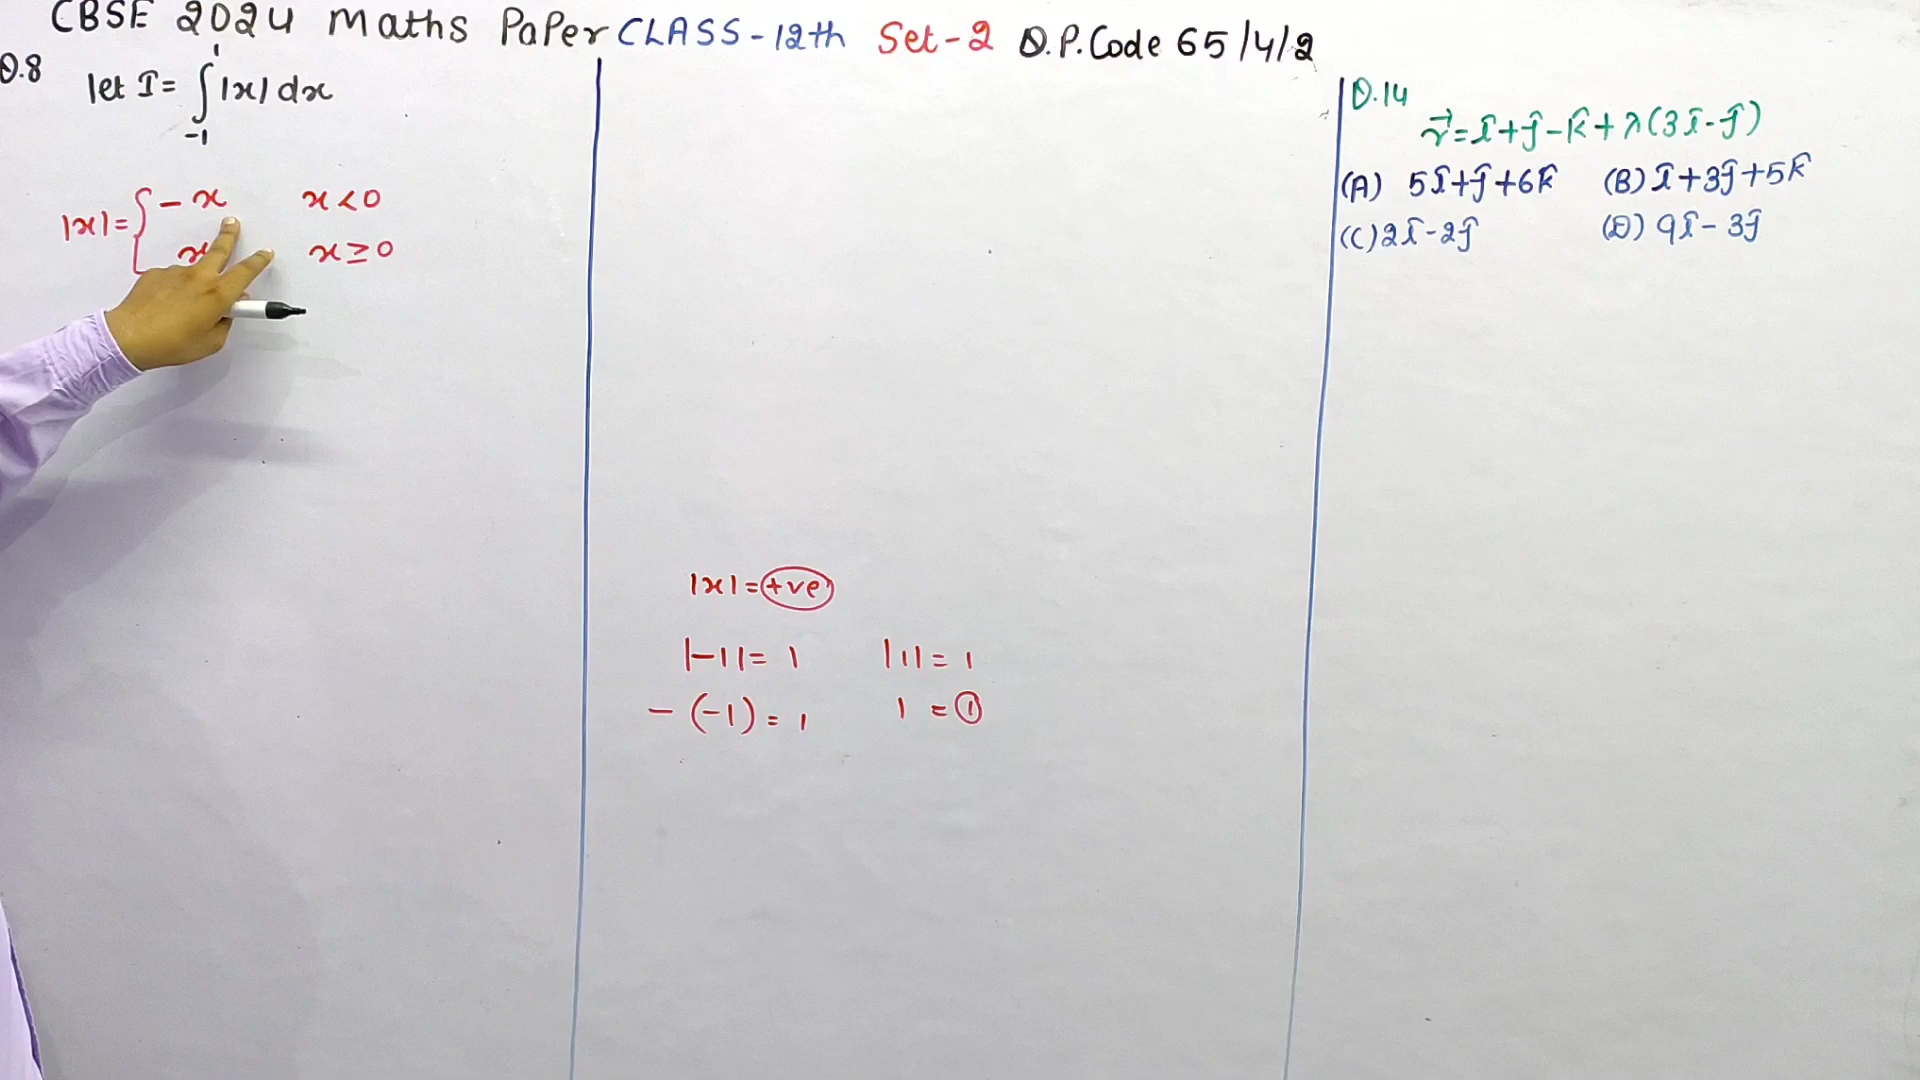 CBSE 2024 Maths PaPer CLASS-12th Set-2 Q.P.Code 65/4/2
Q.8 let I = ∫₋₁¹ |x| dx
|x| = { -x x < 0
x x ≥ 0
|x| = +ve
|-1| = 1 |1| = 1
-(-1) = 1 1 = 1
Q.14
r⃗ = î + ĵ - k̂ + λ(3î - ĵ)
(A) 5î + ĵ + 6k̂ (B) î + 3ĵ + 5k̂
(C) 2î - 2ĵ (D) 9î - 3ĵ